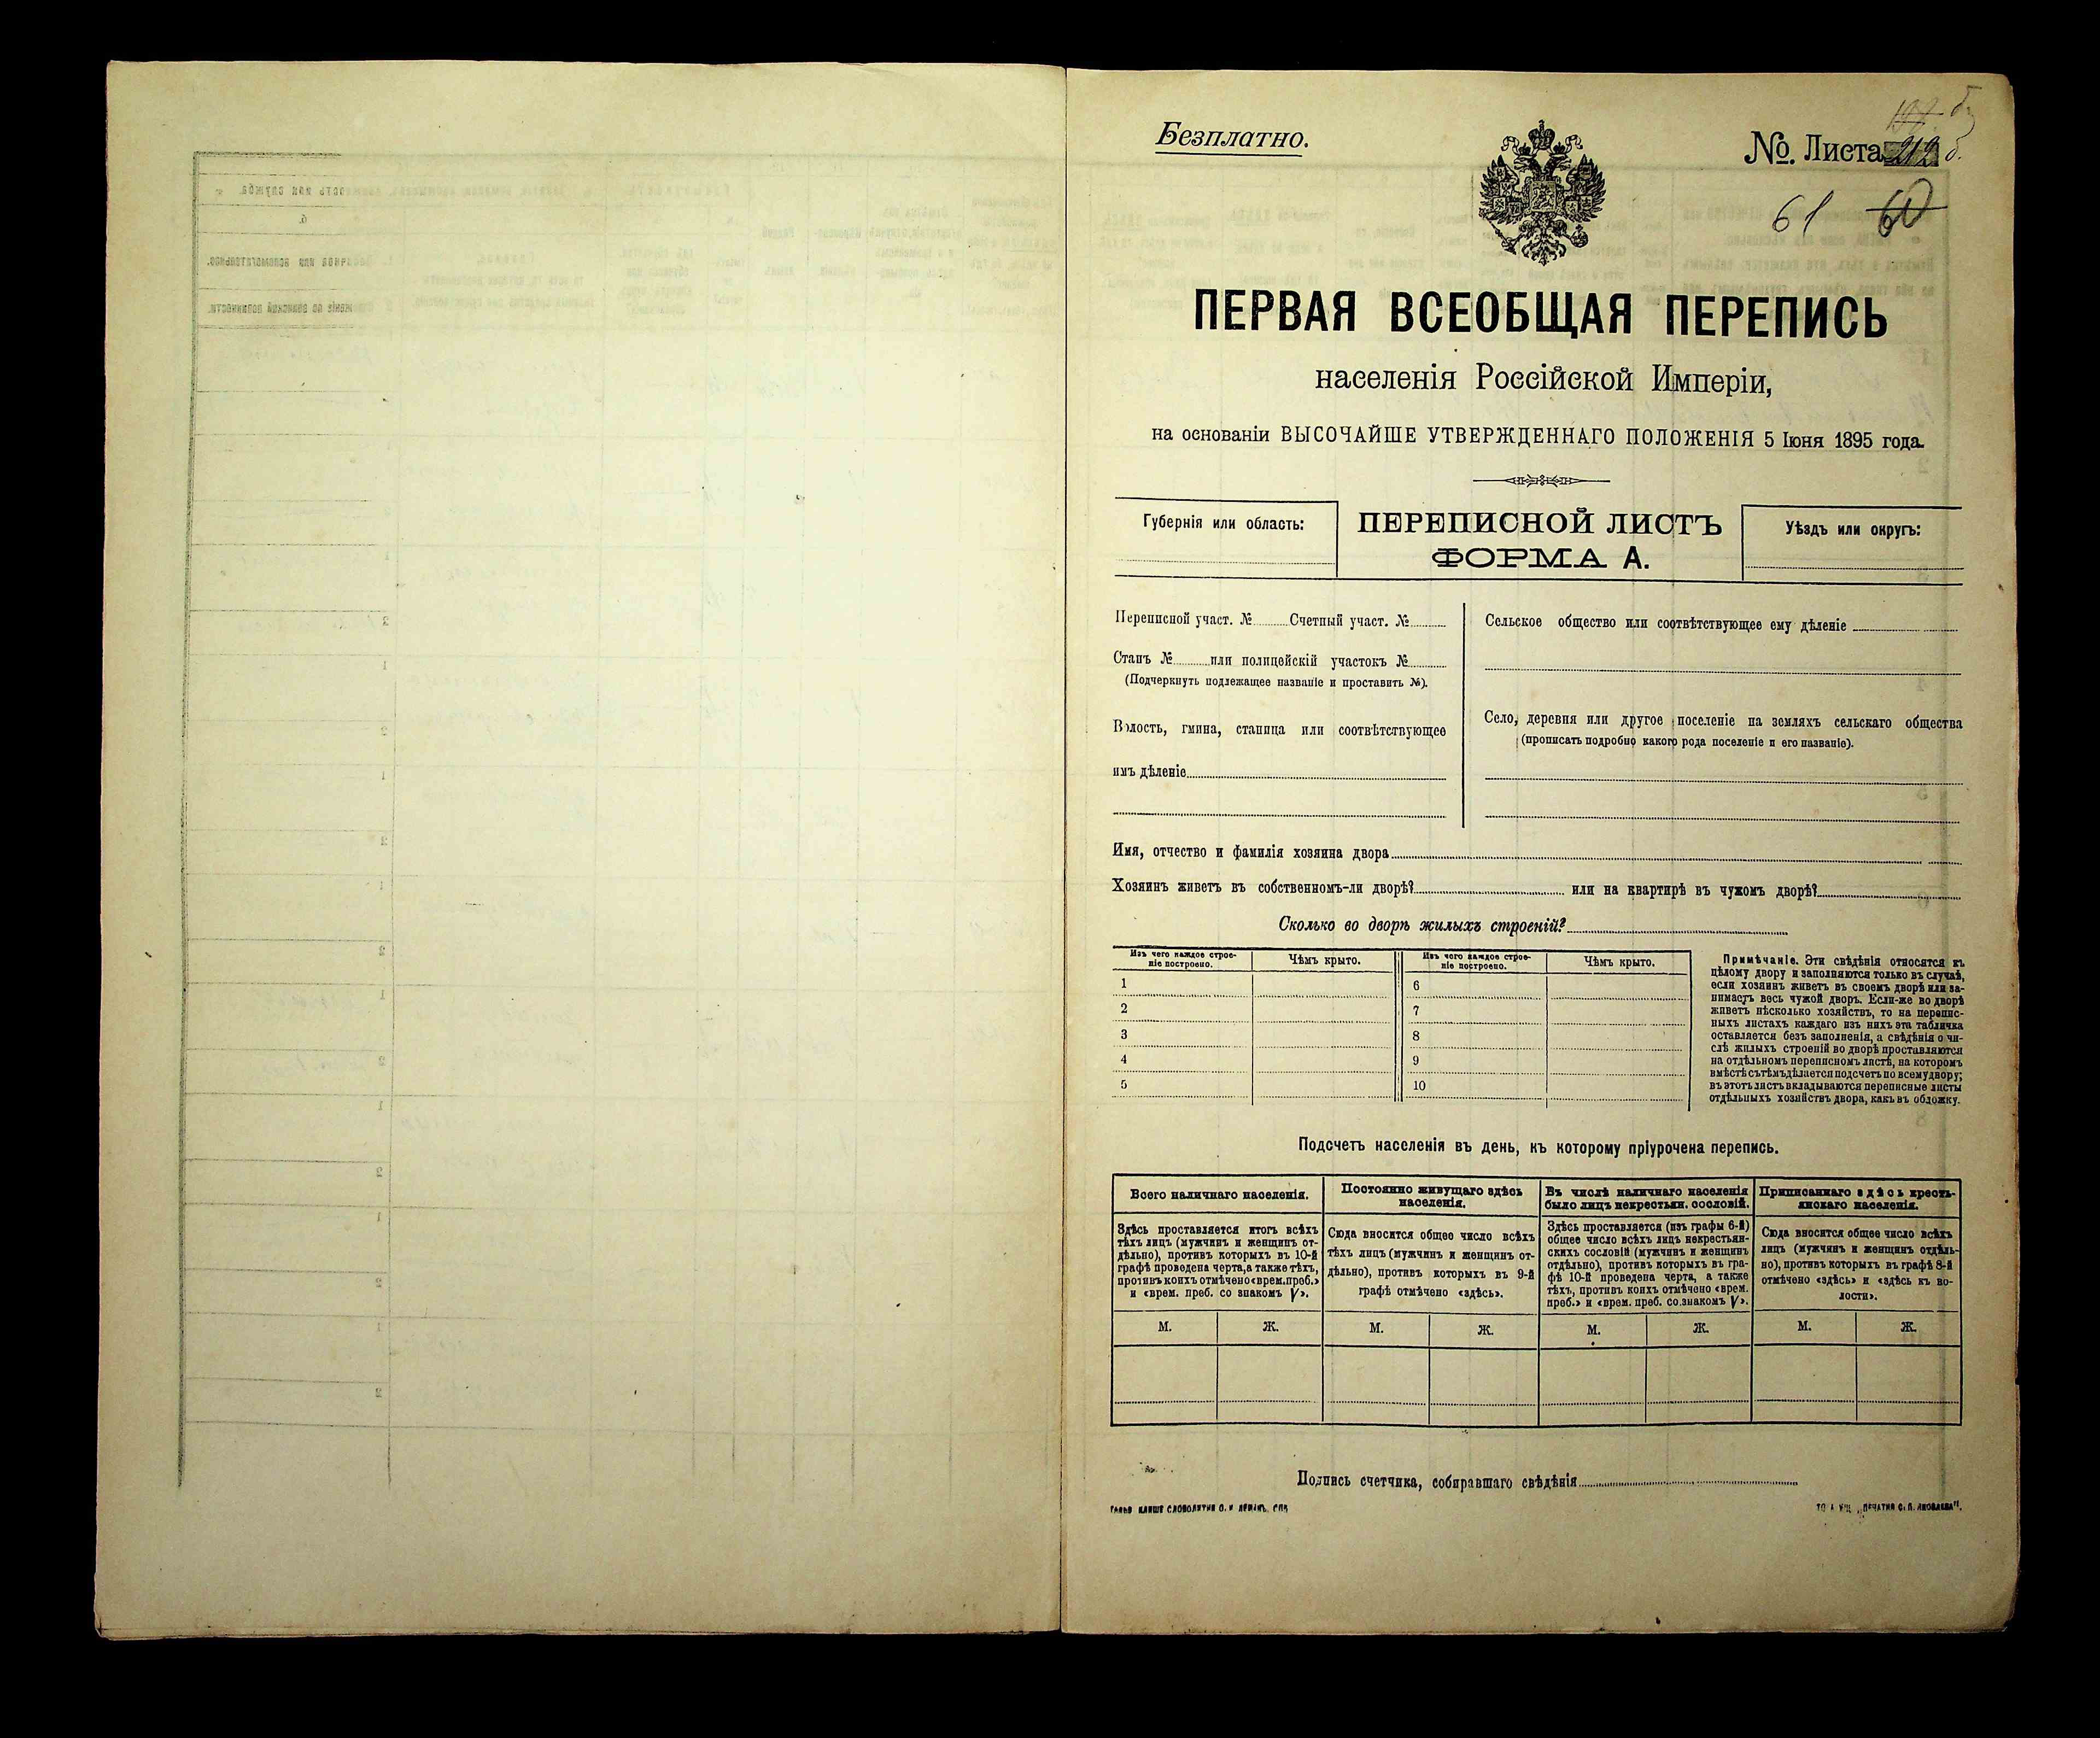 Безплатно.
№. Листа 212 б.
61 60
ПЕРВАЯ ВСЕОБЩАЯ ПЕРЕПИСЬ
населенія Россійской Имперіи,
на основаніи ВЫСОЧАЙШЕ УТВЕРЖДЕННАГО ПОЛОЖЕНІЯ 5 Іюня 1895 года.
Губернія или область:
ПЕРЕПИСНОЙ ЛИСТЪ
ФОРМА А.
Уѣздъ или округъ:
Переписной участ. № Счетный участ. №
Станъ № или полицейскій участокъ №
(Подчеркнуть подлежащее названіе и проставить №).
Волость, гмина, станица или соотвѣтствующее
имъ дѣленіе
Сельское общество или соотвѣтствующее ему дѣленіе
Село, деревня или другое поселеніе на земляхъ сельскаго общества
(прописать подробно какого рода поселеніе и его названіе).
Имя, отчество и фамилія хозяина двора
Хозяинъ живетъ въ собственномъ-ли дворѣ? или на квартирѣ въ чужомъ дворѣ?
Сколько во дворѣ жилыхъ строеній?
Изъ чего каждое строе-
ніе построено.
Чѣмъ крыто.
Изъ чего каждое строе-
ніе построено.
Чѣмъ крыто.
1 6
2 7
3 8
4 9
5 10
Примѣчаніе. Эти свѣдѣнія относятся къ
цѣлому двору и заполняются только въ случаѣ,
если хозяинъ живетъ въ своемъ дворѣ или за-
нимаетъ весь чужой дворъ. Если-же во дворѣ
живетъ нѣсколько хозяйствъ, то на перепис-
ныхъ листахъ каждаго изъ нихъ эта табличка
оставляется безъ заполненія, а свѣдѣнія о чи-
слѣ жилыхъ строеній во дворѣ проставляются
на отдѣльномъ переписномъ листѣ, на которомъ
вмѣстѣ съ тѣмъ дѣлается подсчетъ по всему двору;
въ этотъ листъ вкладываются переписные листы
отдѣльныхъ хозяйствъ двора, какъ въ обложку.
Подсчетъ населенія въ день, къ которому пріурочена перепись.
Всего наличнаго населенія.
Здѣсь проставляется итогъ всѣхъ
тѣхъ лицъ (мужчинъ и женщинъ от-
дѣльно), противъ которыхъ въ 10-й
графѣ проведена черта, а также тѣхъ,
противъ коихъ отмѣчено «врем. преб.»
и «врем. преб. со знакомъ V».
Постоянно живущаго здѣсь
населенія.
Сюда вносится общее число всѣхъ
тѣхъ лицъ (мужчинъ и женщинъ от-
дѣльно), противъ которыхъ въ 9-й
графѣ отмѣчено «здѣсь».
Въ числѣ наличнаго населенія
было лицъ некрестьян. сословій.
Здѣсь проставляется (изъ графы 6-й)
общее число всѣхъ лицъ некрестьян-
скихъ сословій (мужчинъ и женщинъ
отдѣльно), противъ которыхъ въ гра-
фѣ 10-й проведена черта, а также
тѣхъ, противъ коихъ отмѣчено «врем.
преб.» и «врем. преб. со знакомъ V».
Приписаннаго здѣсь кресть-
янскаго населенія.
Сюда вносится общее число всѣхъ
лицъ (мужчинъ и женщинъ отдѣль-
но), противъ которыхъ въ графѣ 8-й
отмѣчено «здѣсь» и «здѣсь къ во-
лости».
М. Ж. М. Ж. М. Ж. М. Ж.
Подпись счетчика, собиравшаго свѣдѣнія